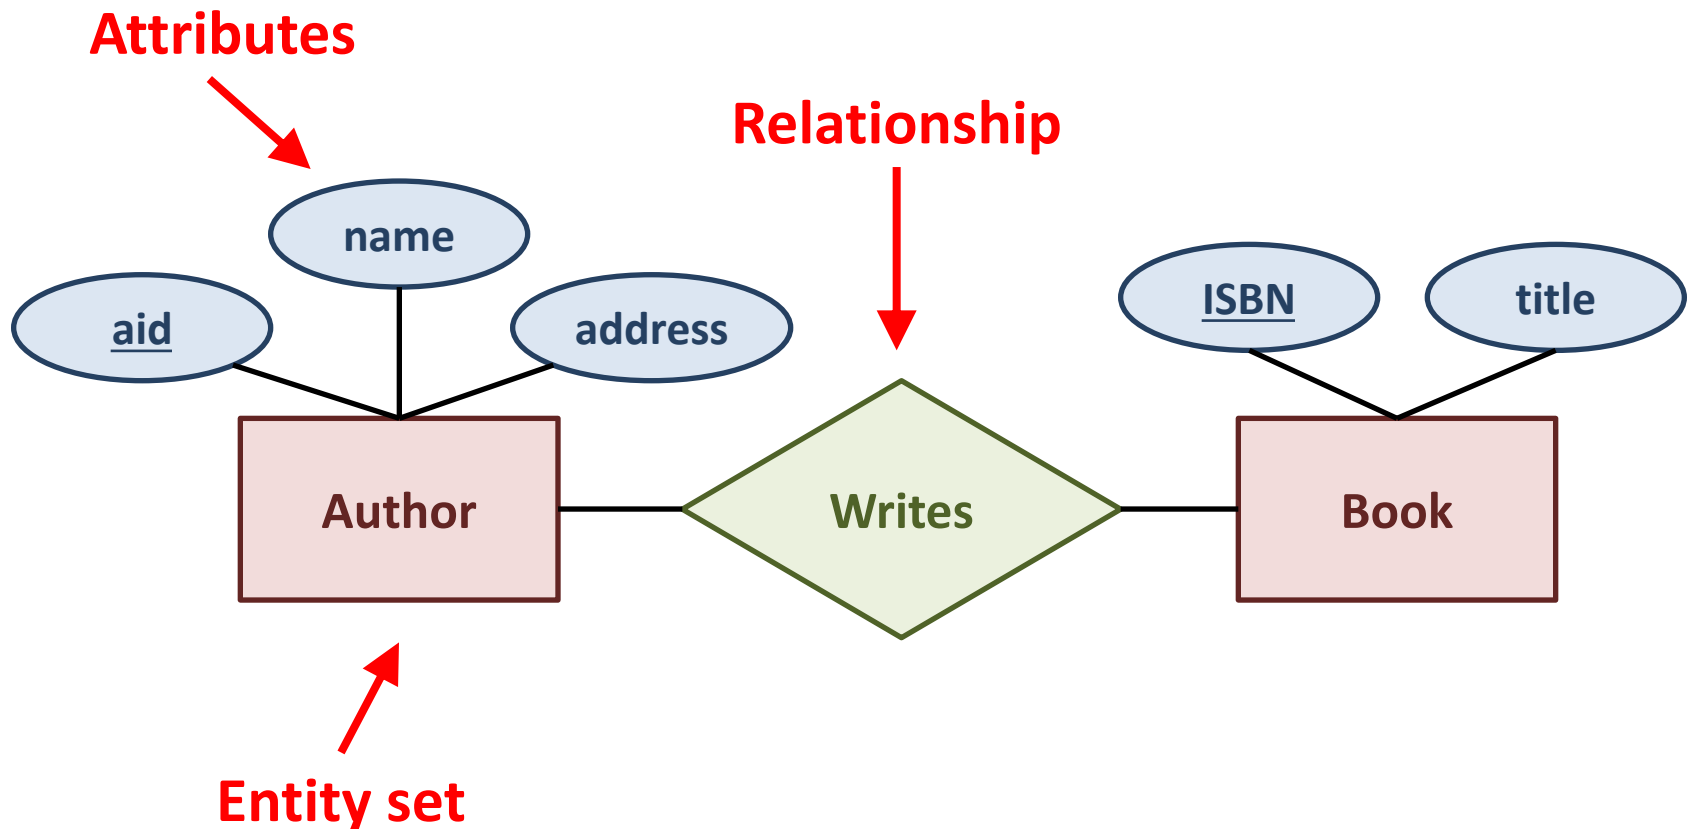 Attributes
Relationship
name
aid
address
ISBN
title
Author
Writes
Book
Entity set